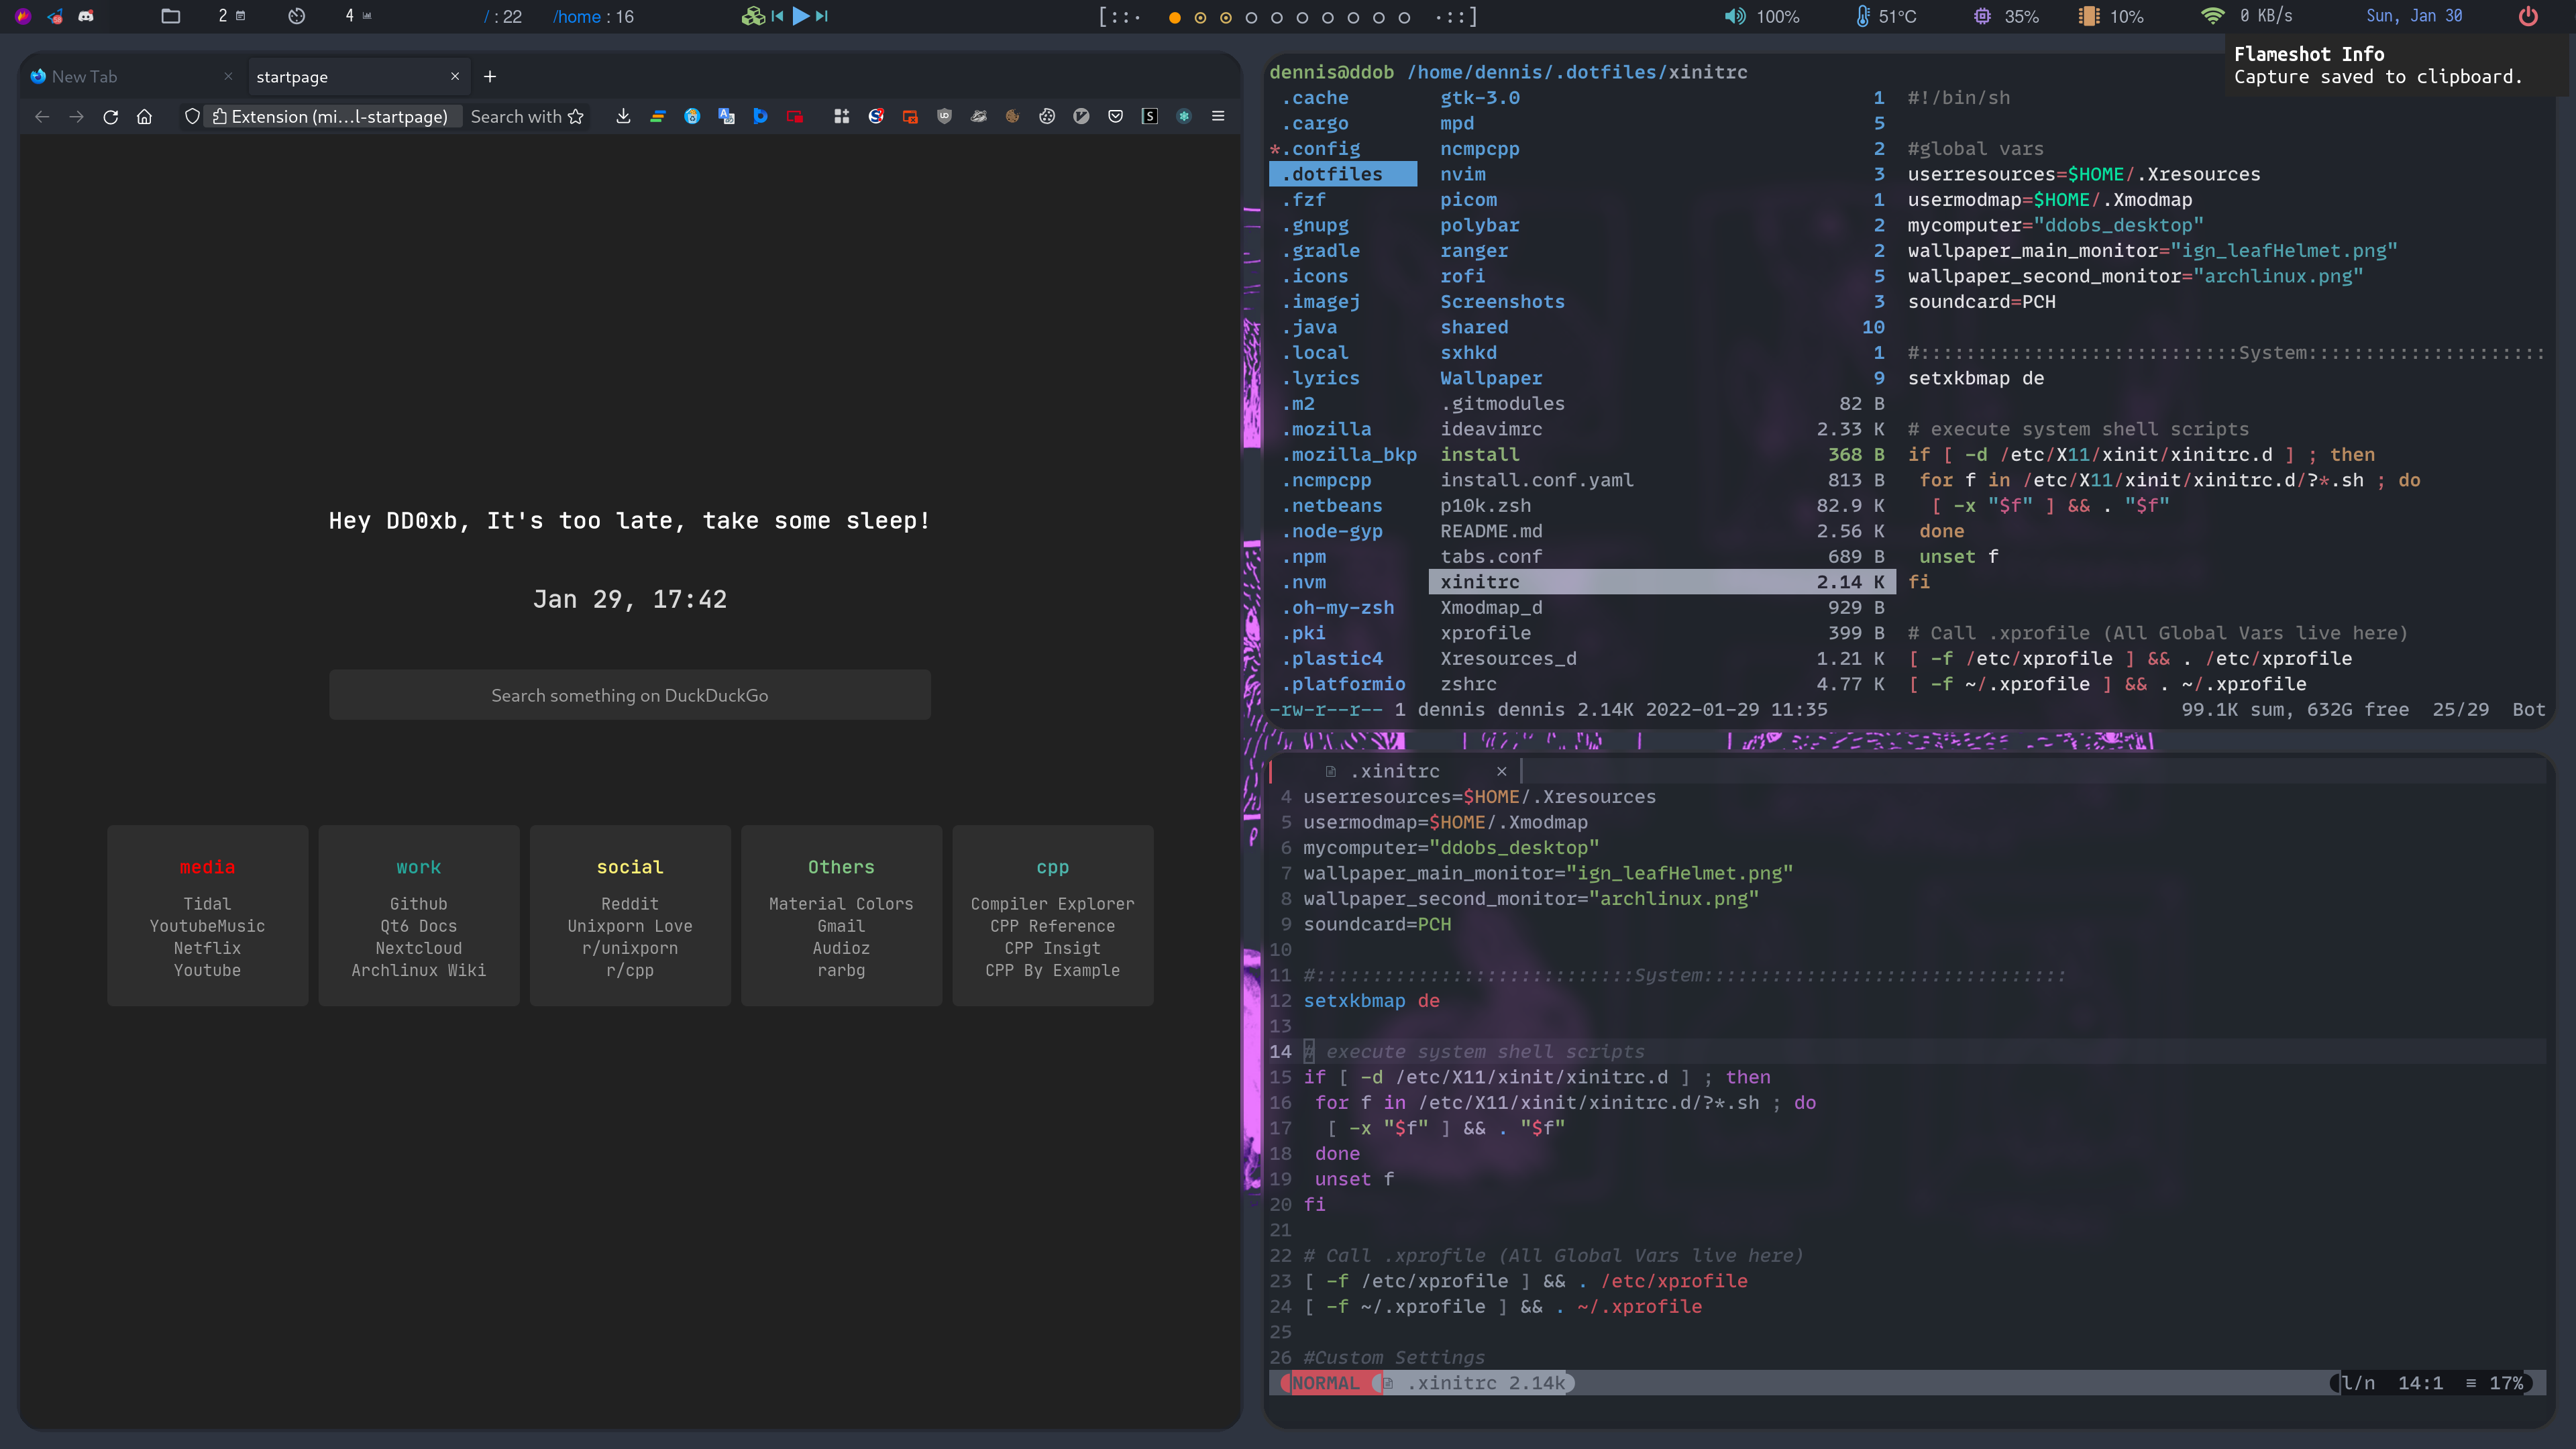 2
4
/ : 22
/home : 16
[::·
·::]
100%
51°C
35%
10%
0 KB/s
Sun, Jan 30
Flameshot Info
Capture saved to clipboard.
New Tab
startpage
Extension (mi...l-startpage)
Search with
Hey DD0xb, It's too late, take some sleep!
Jan 29, 17:42
Search something on DuckDuckGo
media
Tidal
YoutubeMusic
Netflix
Youtube
work
Github
Qt6 Docs
Nextcloud
Archlinux Wiki
social
Reddit
Unixporn Love
r/unixporn
r/cpp
Others
Material Colors
Gmail
Audioz
rarbg
cpp
Compiler Explorer
CPP Reference
CPP Insigt
CPP By Example
dennis@ddob /home/dennis/.dotfiles/xinitrc
.cache
.cargo
*.config
.dotfiles
.fzf
.gnupg
.gradle
.icons
.imagej
.java
.local
.lyrics
.m2
.mozilla
.mozilla_bkp
.ncmpcpp
.netbeans
.node-gyp
.npm
.nvm
.oh-my-zsh
.pki
.plastic4
.platformio
gtk-3.0 1
mpd 5
ncmpcpp 2
nvim 3
picom 1
polybar 2
ranger 2
rofi 5
Screenshots 3
shared 10
sxhkd 1
Wallpaper 9
.gitmodules 82 B
ideavimrc 2.33 K
install 368 B
install.conf.yaml 813 B
p10k.zsh 82.9 K
README.md 2.56 K
tabs.conf 689 B
xinitrc 2.14 K
Xmodmap_d 929 B
xprofile 399 B
Xresources_d 1.21 K
zshrc 4.77 K
#!/bin/sh
#global vars
userresources=$HOME/.Xresources
usermodmap=$HOME/.Xmodmap
mycomputer="ddobs_desktop"
wallpaper_main_monitor="ign_leafHelmet.png"
wallpaper_second_monitor="archlinux.png"
soundcard=PCH
#::::::::::::::::::::::::::::System:::::::::::::::::::::
setxkbmap de
# execute system shell scripts
if [ -d /etc/X11/xinit/xinitrc.d ] ; then
for f in /etc/X11/xinit/xinitrc.d/?*.sh ; do
[ -x "$f" ] && . "$f"
done
unset f
fi
# Call .xprofile (All Global Vars live here)
[ -f /etc/xprofile ] && . /etc/xprofile
[ -f ~/.xprofile ] && . ~/.xprofile
-rw-r--r-- 1 dennis dennis 2.14K 2022-01-29 11:35
99.1K sum, 632G free 25/29 Bot
.xinitrc ×
4 userresources=$HOME/.Xresources
5 usermodmap=$HOME/.Xmodmap
6 mycomputer="ddobs_desktop"
7 wallpaper_main_monitor="ign_leafHelmet.png"
8 wallpaper_second_monitor="archlinux.png"
9 soundcard=PCH
10
11 #::::::::::::::::::::::::::::System::::::::::::::::::::::::::::::::
12 setxkbmap de
13
14 # execute system shell scripts
15 if [ -d /etc/X11/xinit/xinitrc.d ] ; then
16 for f in /etc/X11/xinit/xinitrc.d/?*.sh ; do
17 [ -x "$f" ] && . "$f"
18 done
19 unset f
20 fi
21
22 # Call .xprofile (All Global Vars live here)
23 [ -f /etc/xprofile ] && . /etc/xprofile
24 [ -f ~/.xprofile ] && . ~/.xprofile
25
26 #Custom Settings
NORMAL .xinitrc 2.14k
l/n 14:1 ≡ 17%